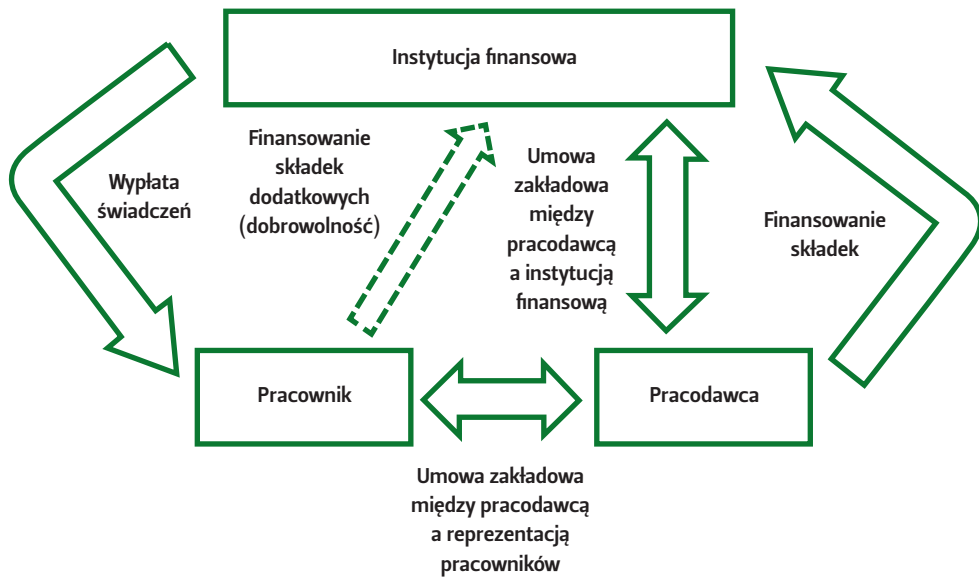 Instytucja finansowa
Wypłata
świadczeń
Finansowanie
składek
dodatkowych
(dobrowolność)
Umowa
zakładowa
między
pracodawcą
a instytucją
finansową
Finansowanie
składek
Pracownik
Pracodawca
Umowa zakładowa
między pracodawcą
a reprezentacją
pracowników